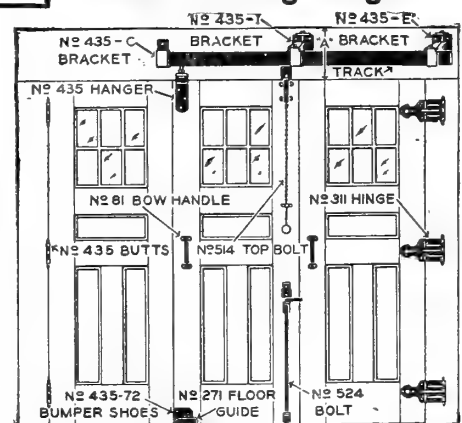 Nº 435-I
Nº 435-E
Nº 435-C
BRACKET
BRACKET
"A"
BRACKET
TRACK
Nº 435 HANGER
Nº 81 BOW HANDLE
Nº 311 HINGE
Nº 435 BUTTS
Nº 514 TOP BOLT
Nº 435-72
BUMPER SHOES
Nº 271 FLOOR
GUIDE
Nº 524
BOLT